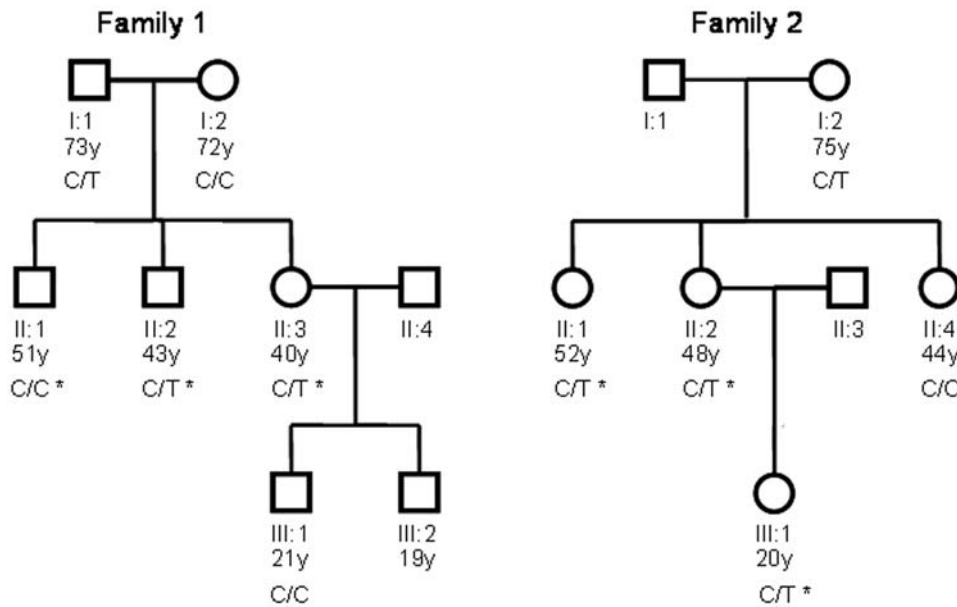 Family 1
I:1
73y
C/T
I:2
72y
C/C
II:1
51y
C/C *
II:2
43y
C/T *
II:3
40y
C/T *
II:4
III:1
21y
C/C
III:2
19y
Family 2
I:1
I:2
75y
C/T
II:1
52y
C/T *
II:2
48y
C/T *
II:3
II:4
44y
C/C
III:1
20y
C/T *